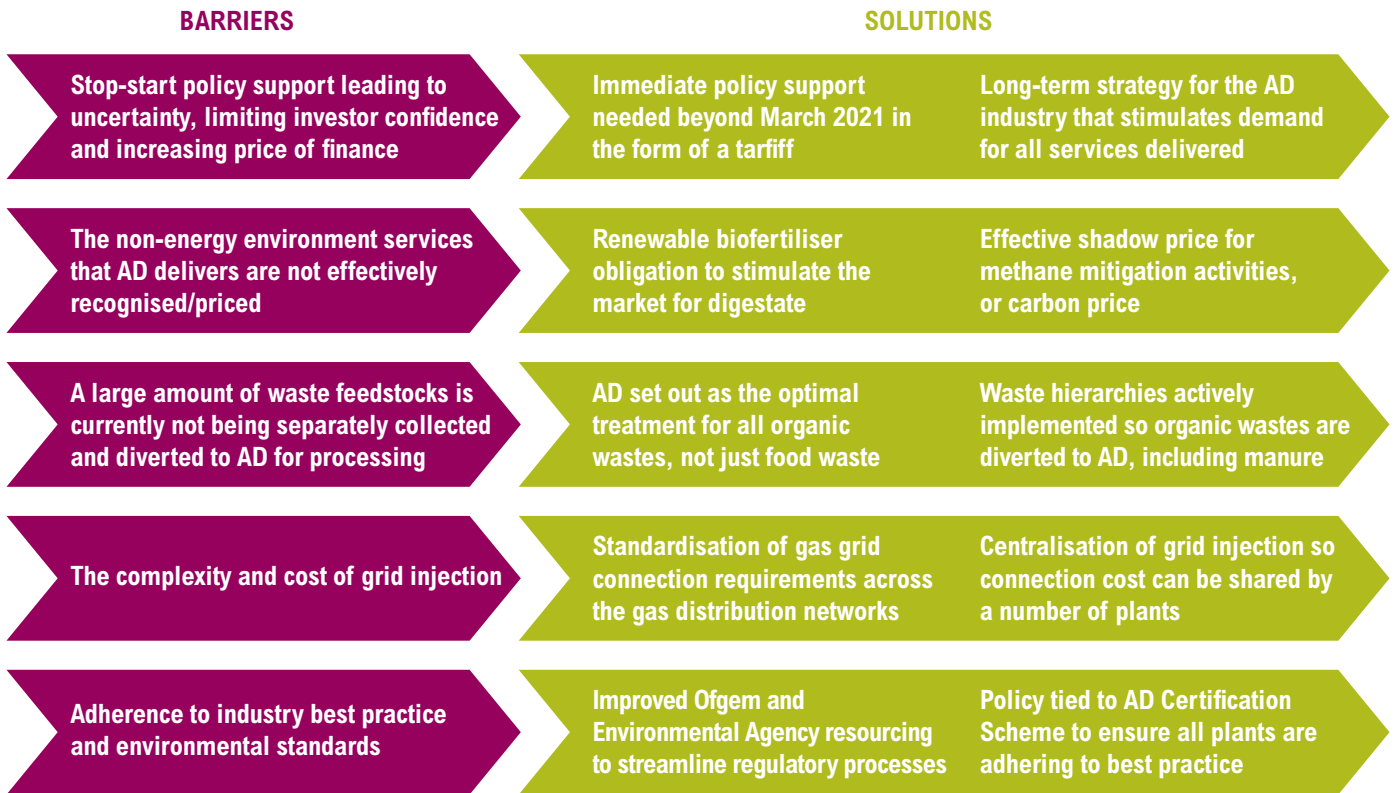 BARRIERS
SOLUTIONS
Stop-start policy support leading to
uncertainty, limiting investor confidence
and increasing price of finance
Immediate policy support
needed beyond March 2021 in
the form of a tarfiff
Long-term strategy for the AD
industry that stimulates demand
for all services delivered
The non-energy environment services
that AD delivers are not effectively
recognised/priced
Renewable biofertiliser
obligation to stimulate the
market for digestate
Effective shadow price for
methane mitigation activities,
or carbon price
A large amount of waste feedstocks is
currently not being separately collected
and diverted to AD for processing
AD set out as the optimal
treatment for all organic
wastes, not just food waste
Waste hierarchies actively
implemented so organic wastes are
diverted to AD, including manure
The complexity and cost of grid injection
Standardisation of gas grid
connection requirements across
the gas distribution networks
Centralisation of grid injection so
connection cost can be shared by
a number of plants
Adherence to industry best practice
and environmental standards
Improved Ofgem and
Environmental Agency resourcing
to streamline regulatory processes
Policy tied to AD Certification
Scheme to ensure all plants are
adhering to best practice